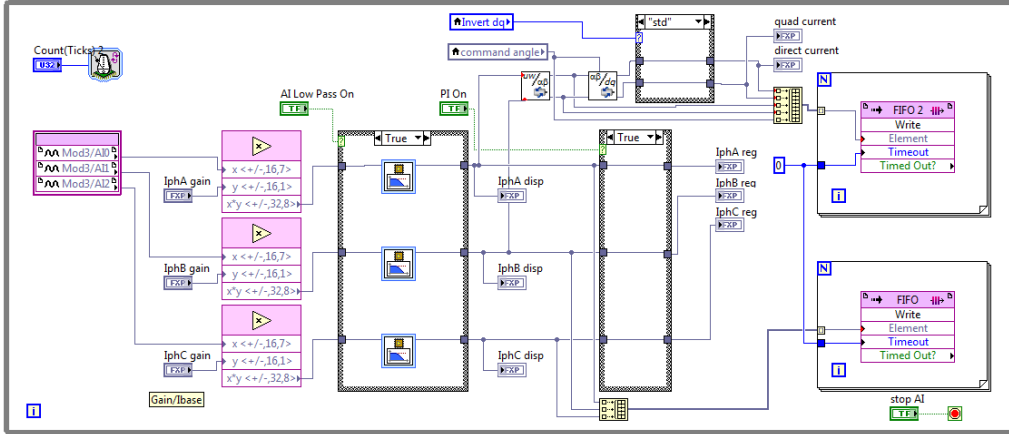 Count(Ticks) 2
U32
Invert dq
command angle
"std"
quad current
FXP
direct current
FXP
uw/αβ
αβ/dq
AI Low Pass On
TF
PI On
TF
N
FIFO 2
Write
Element
Timeout
Timed Out?
i
Mod3/AI0
Mod3/AI1
Mod3/AI2
x <+/-,16,7>
y <+/-,16,1>
x*y <+/-,32,8>
IphA gain
FXP
True
True
IphA disp
FXP
IphA reg
FXP
IphB reg
FXP
IphC reg
FXP
0
x <+/-,16,7>
y <+/-,16,1>
x*y <+/-,32,8>
IphB gain
FXP
IphB disp
FXP
N
FIFO
Write
Element
Timeout
Timed Out?
i
x <+/-,16,7>
y <+/-,16,1>
x*y <+/-,32,8>
IphC gain
FXP
IphC disp
FXP
Gain/Ibase
stop AI
TF
i